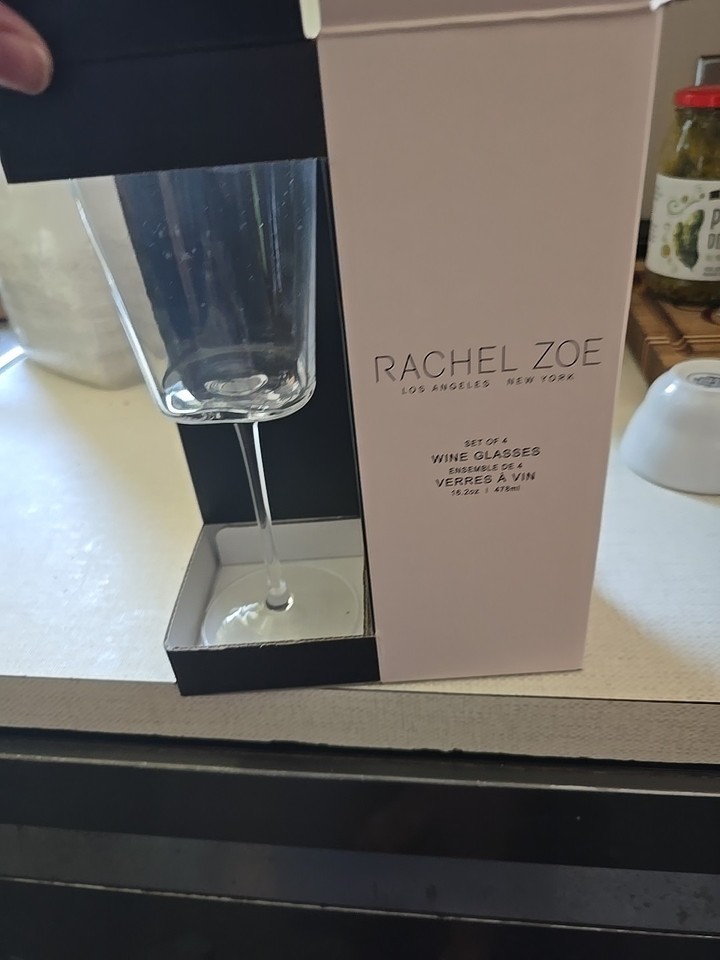 RACHEL ZOE
LOS ANGELES NEW YORK
SET OF 4
WINE GLASSES
ENSEMBLE DE 4
VERRES À VIN
16.2oz | 478ml